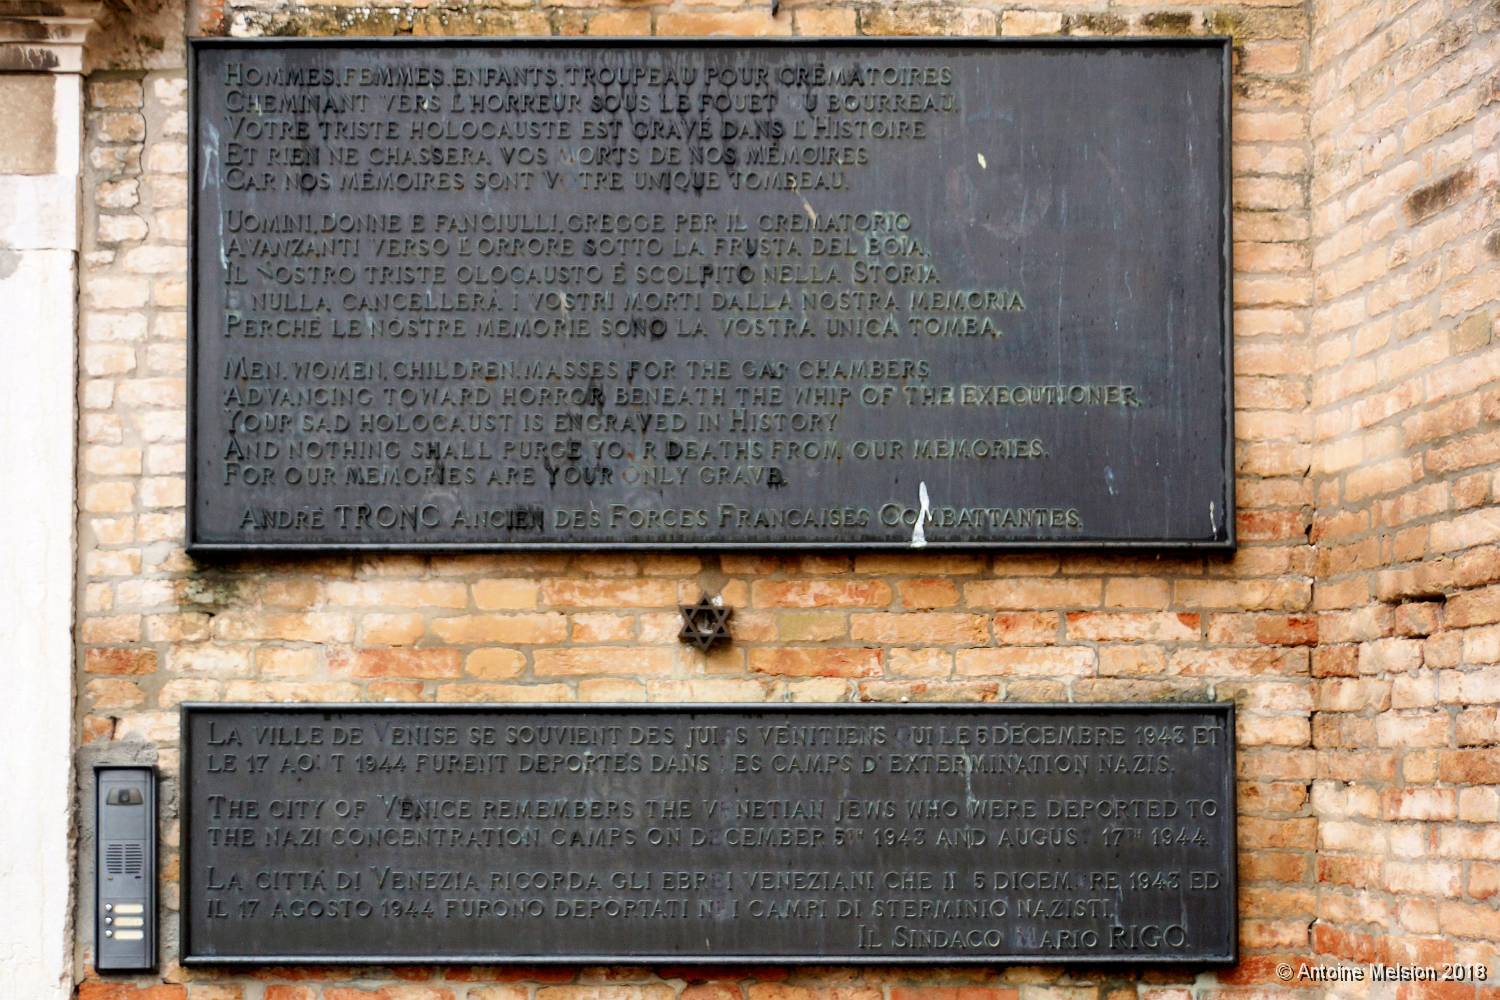 HOMMES, FEMMES, ENFANTS, TROUPEAU POUR CRÉMATOIRES
CHEMINANT VERS L'HORREUR SOUS LE FOUET DU BOURREAU.
VOTRE TRISTE HOLOCAUSTE EST GRAVÉ DANS L'HISTOIRE
ET RIEN NE CHASSERA VOS MORTS DE NOS MÉMOIRES
CAR NOS MÉMOIRES SONT VOTRE UNIQUE TOMBEAU.
UOMINI, DONNE E FANCIULLI, GREGGE PER IL CREMATORIO
AVANZANTI VERSO L'ORRORE SOTTO LA FRUSTA DEL BOIA.
IL VOSTRO TRISTE OLOCAUSTO É SCOLPITO NELLA STORIA
E NULLA CANCELLERÀ I VOSTRI MORTI DALLA NOSTRA MEMORIA
PERCHÉ LE NOSTRE MEMORIE SONO LA VOSTRA UNICA TOMBA.
MEN, WOMEN, CHILDREN, MASSES FOR THE GAS CHAMBERS
ADVANCING TOWARD HORROR BENEATH THE WHIP OF THE EXECUTIONER.
YOUR SAD HOLOCAUST IS ENGRAVED IN HISTORY
AND NOTHING SHALL PURGE YOUR DEATHS FROM OUR MEMORIES.
FOR OUR MEMORIES ARE YOUR ONLY GRAVE.
ANDRÉ TRONC ANCIEN DES FORCES FRANCAISES COMBATTANTES.
LA VILLE DE VENISE SE SOUVIENT DES JUIFS VÉNITIENS QUI LE 5 DÉCEMBRE 1943 ET
LE 17 AOUT 1944 FURENT DEPORTÉS DANS LES CAMPS D'EXTERMINATION NAZIS.
THE CITY OF VENICE REMEMBERS THE VENETIAN JEWS WHO WERE DEPORTED TO
THE NAZI CONCENTRATION CAMPS ON DECEMBER 5TH 1943 AND AUGUST 17TH 1944.
LA CITTÁ DI VENEZIA RICORDA GLI EBREI VENEZIANI CHE IL 5 DICEMBRE 1943 ED
IL 17 AGOSTO 1944 FURONO DEPORTATI NEI CAMPI DI STERMINIO NAZISTI.
IL SINDACO MARIO RIGO.
© Antoine Melsion 2018